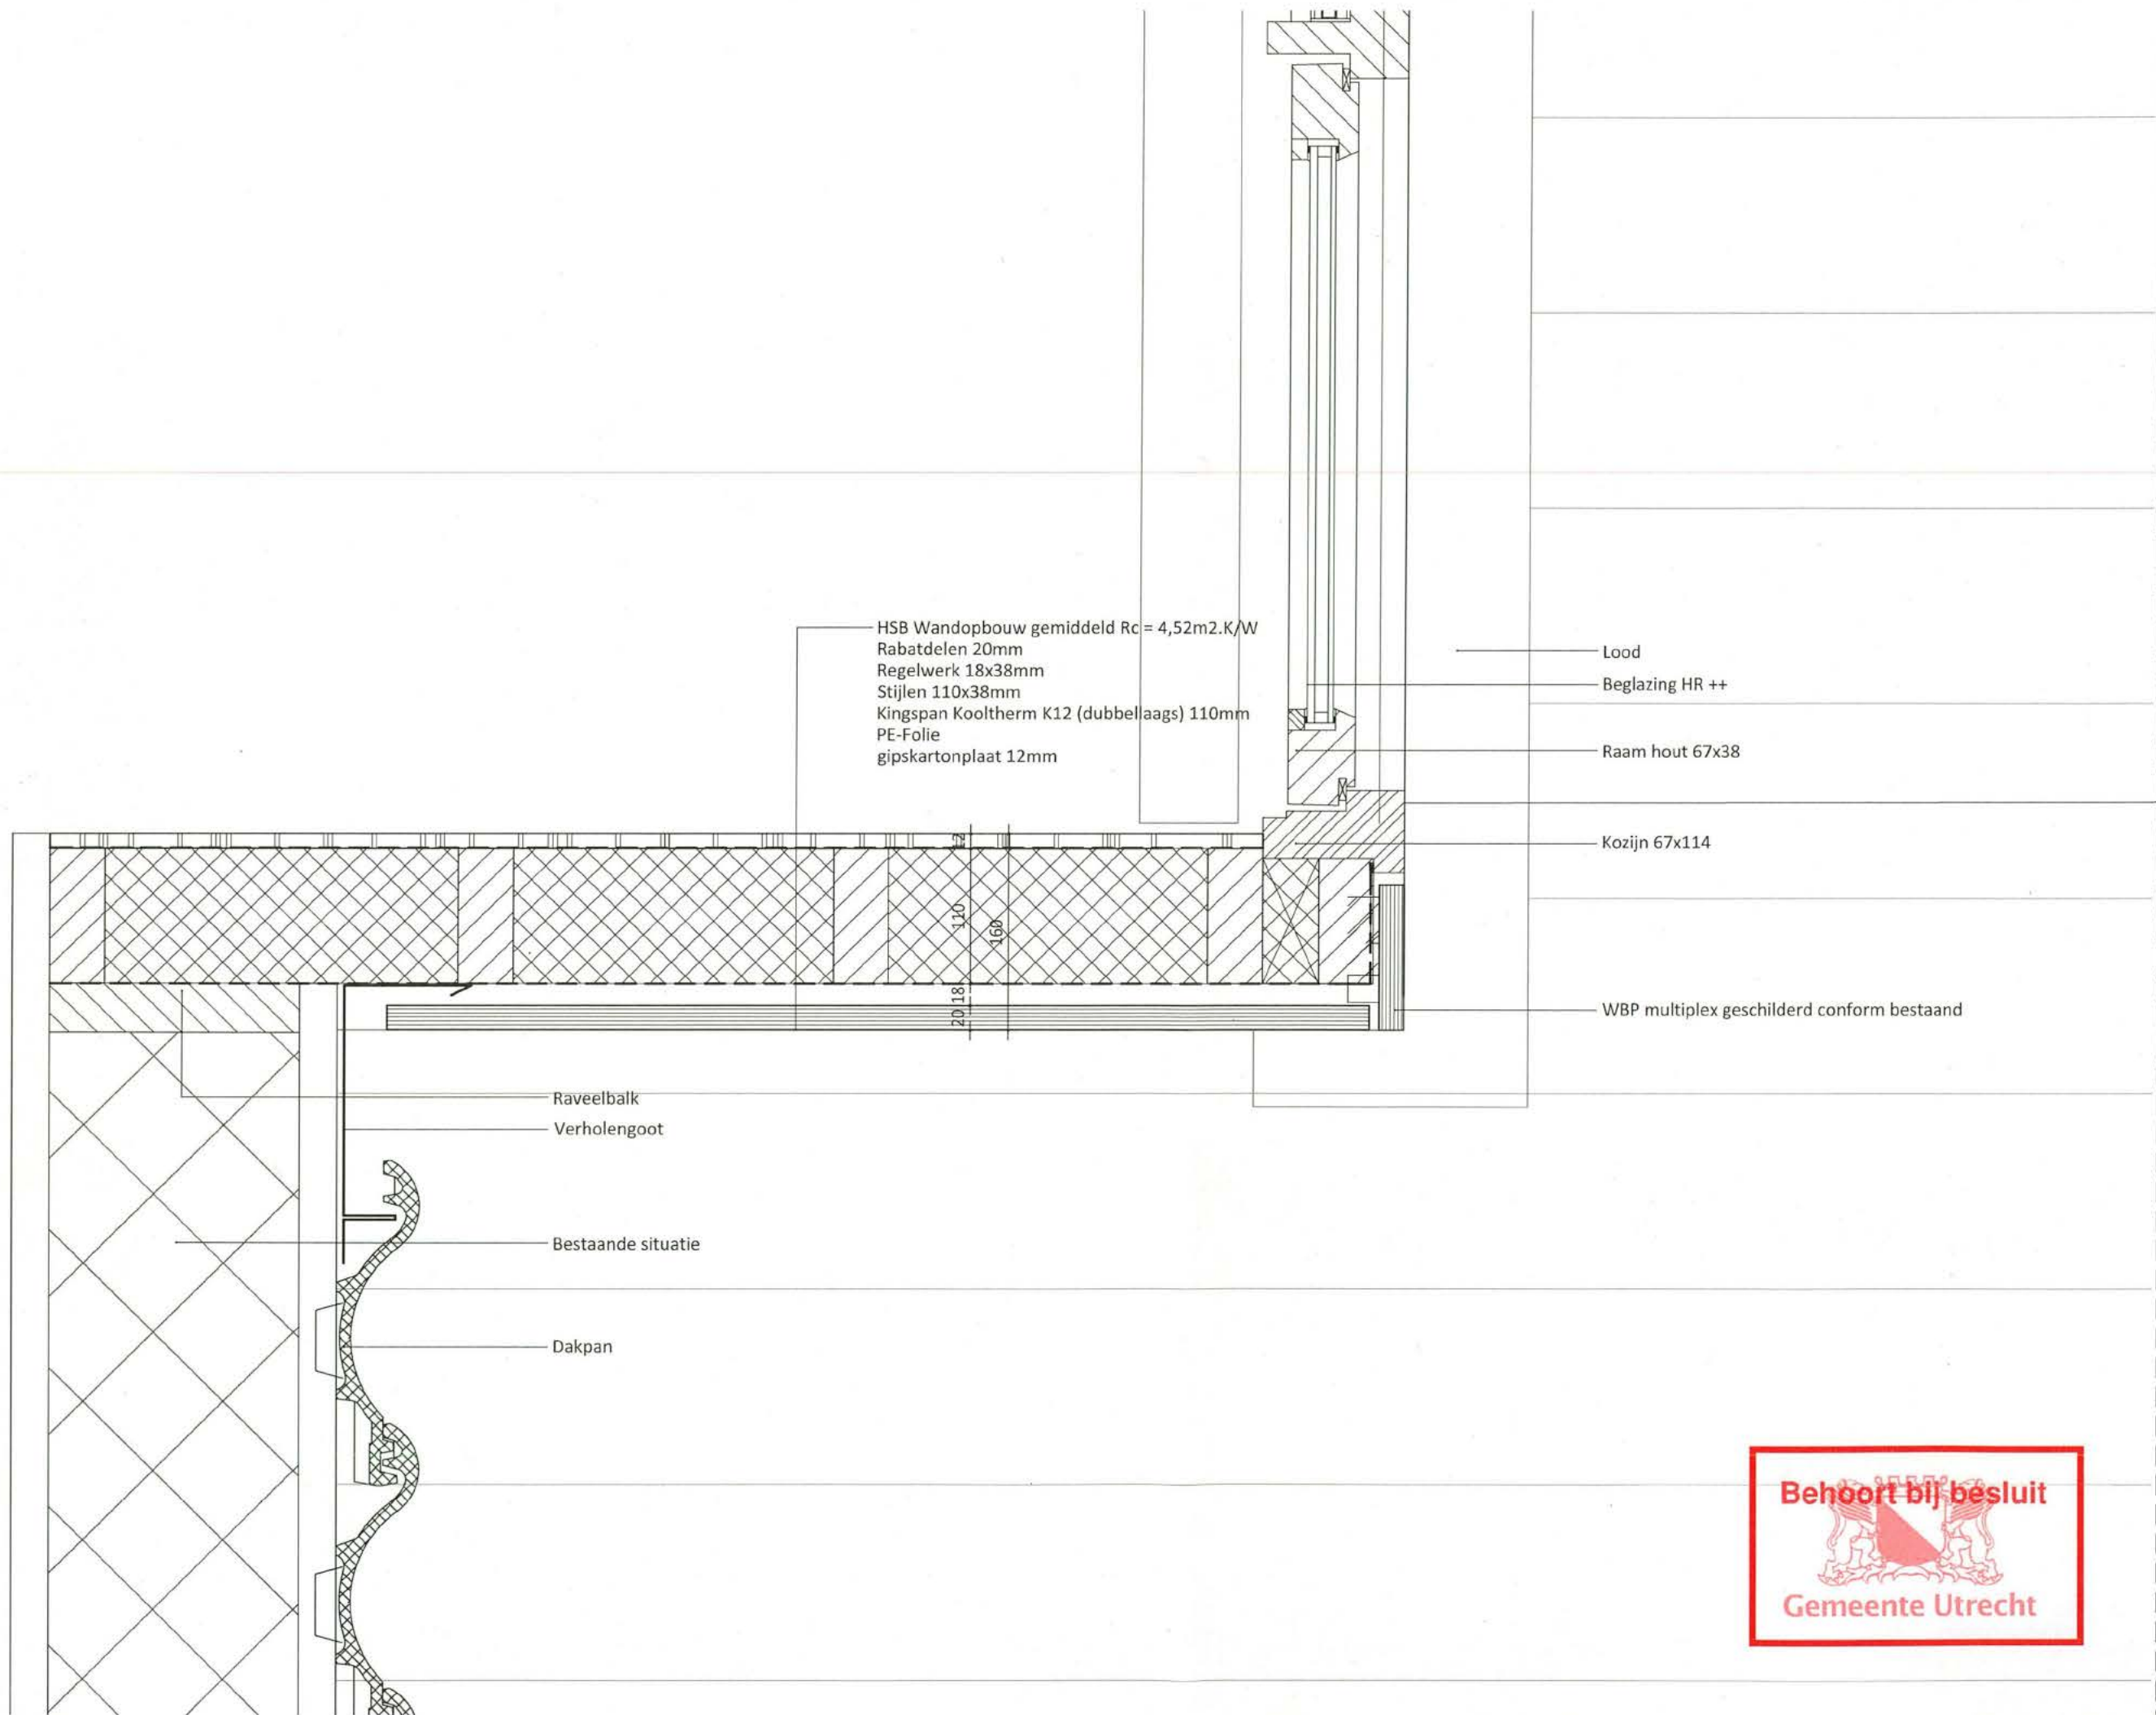 HSB Wandopbouw gemiddeld Rc = 4,52m2.K/W
Rabatdelen 20mm
Regelwerk 18x38mm
Stijlen 110x38mm
Kingspan Kooltherm K12 (dubbellaags) 110mm
PE-Folie
gipskartonplaat 12mm
Lood
Beglazing HR ++
Raam hout 67x38
Kozijn 67x114
WBP multiplex geschilderd conform bestaand
12
110
160
18
20
Raveelbalk
Verholengoot
Bestaande situatie
Dakpan
Behoort bij besluit
Gemeente Utrecht